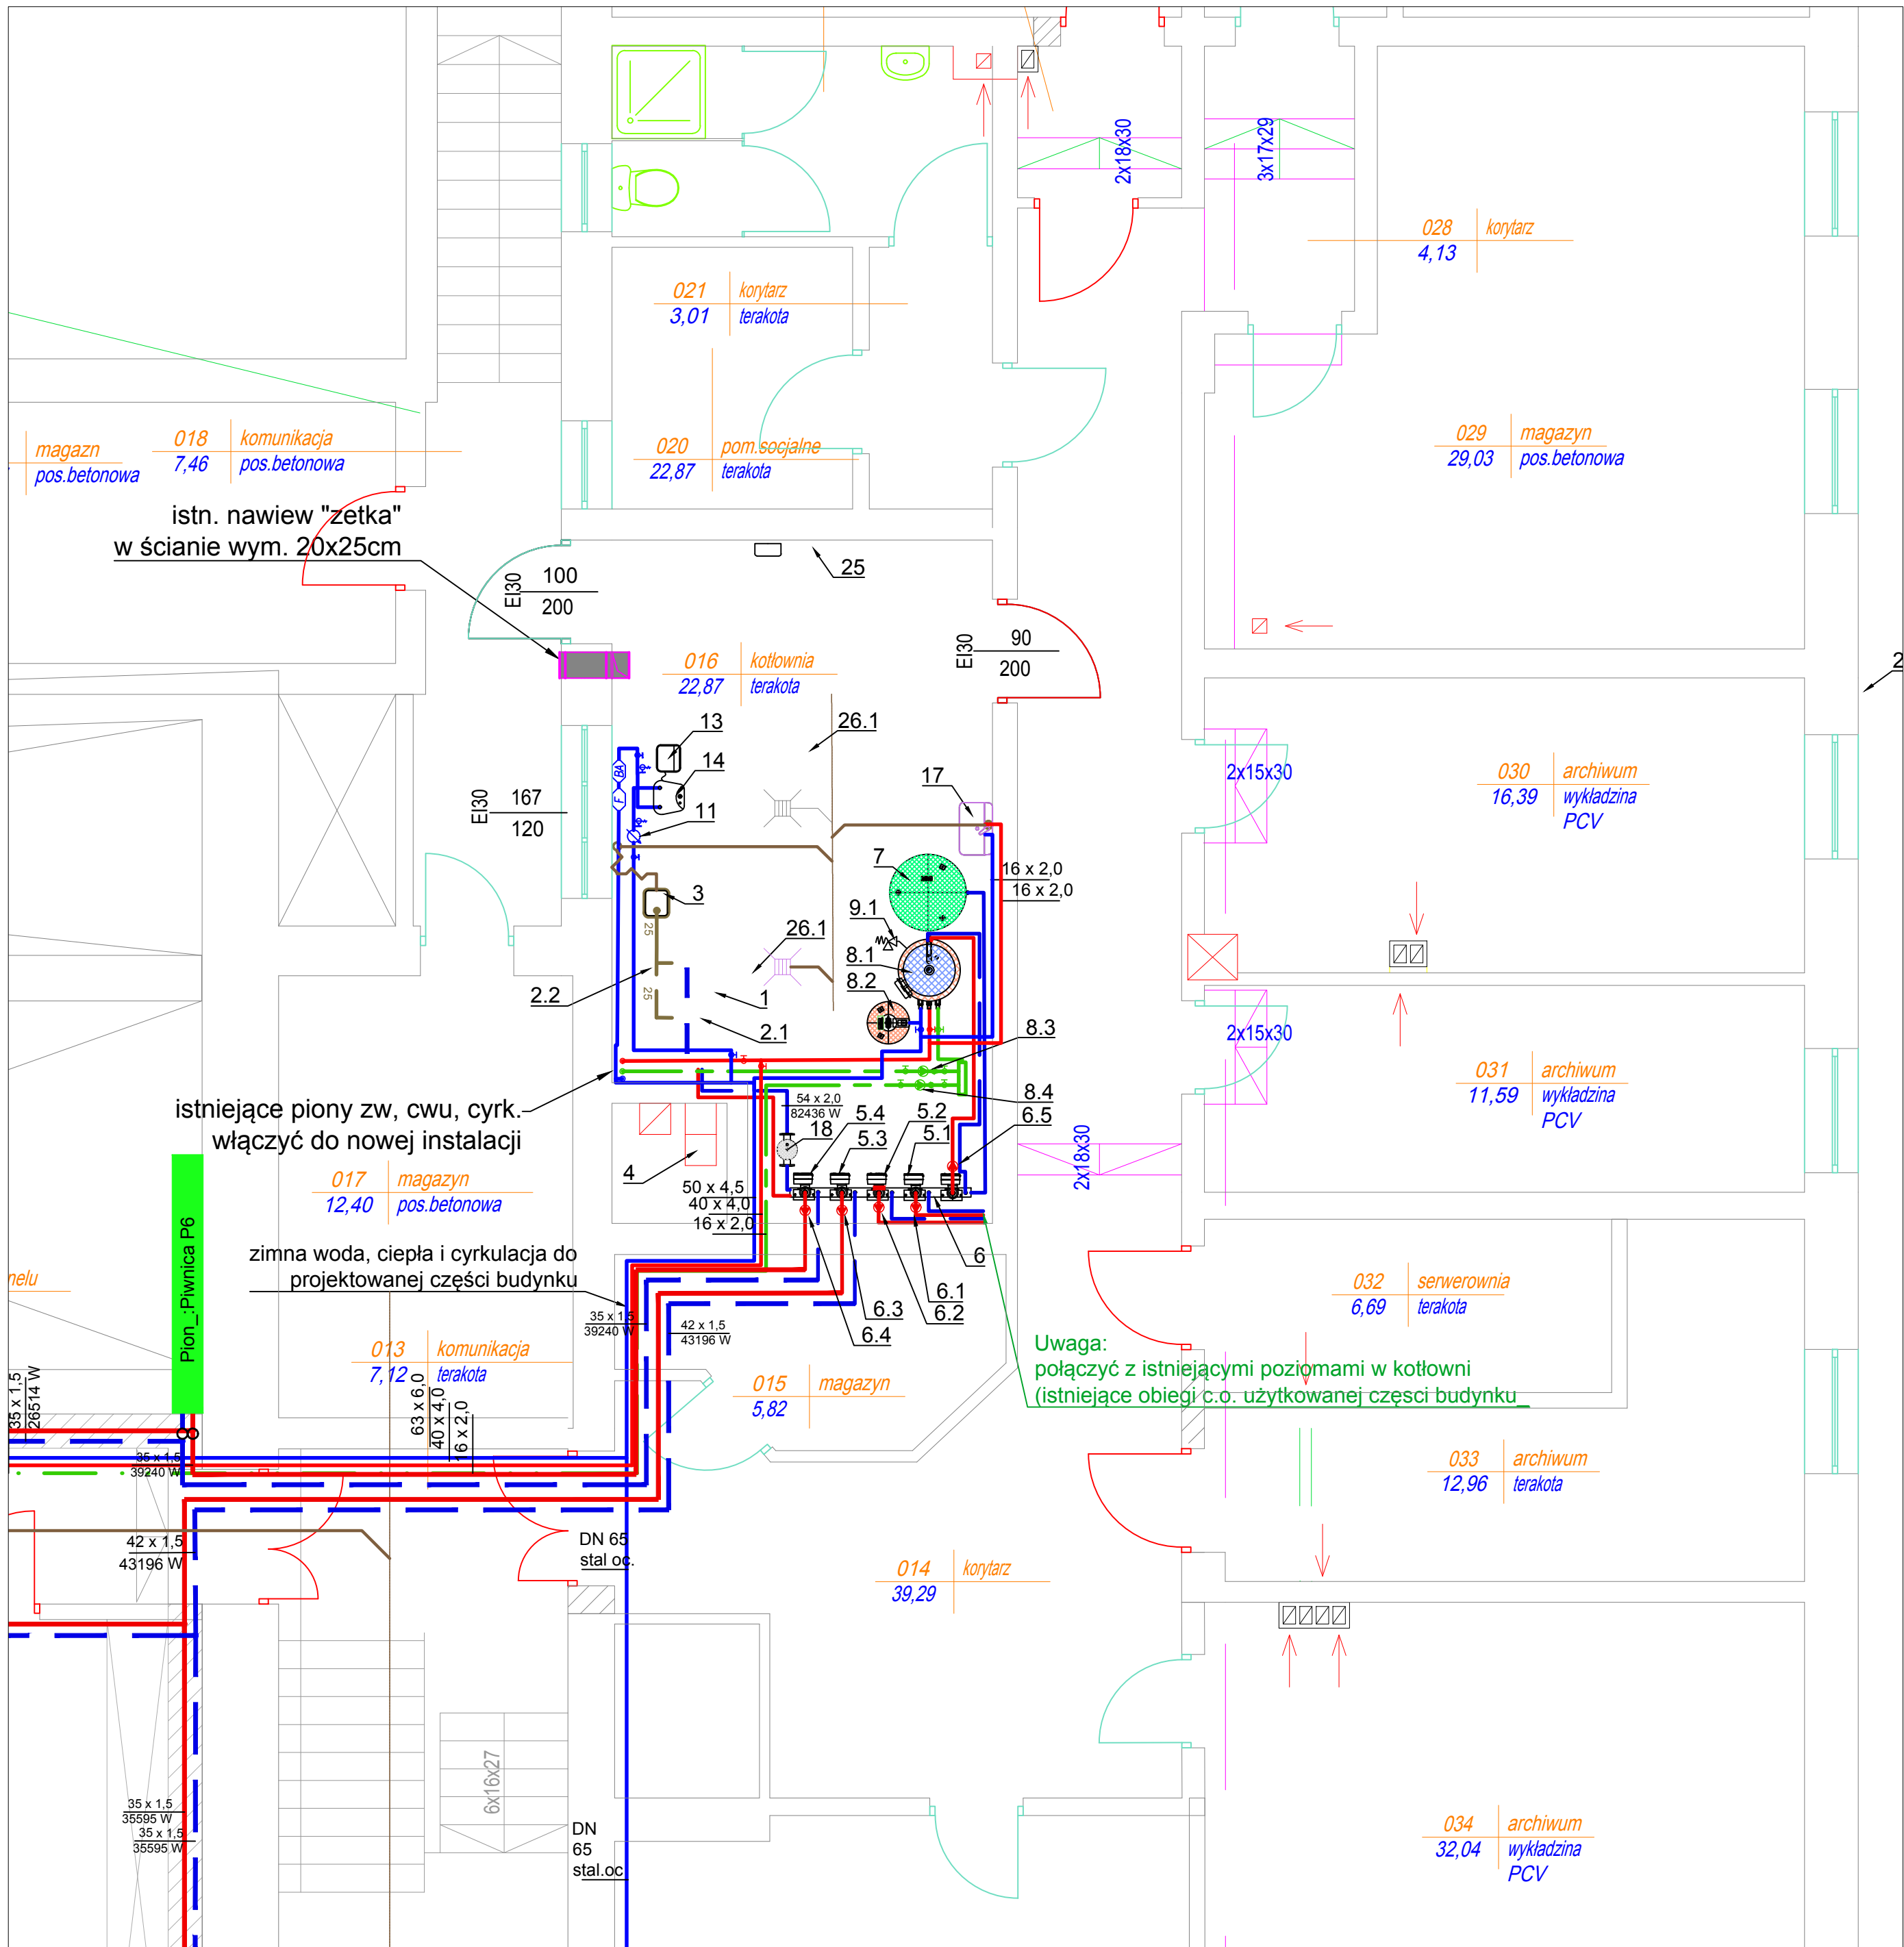 2x18x30
3x17x29
028 korytarz
4,13
021 korytarz
3,01 terakota
magazn
pos.betonowa
018 komunikacja
7,46 pos.betonowa
020 pom.socjalne
22,87 terakota
029 magazyn
29,03 pos.betonowa
istn. nawiew "zetka"
w ścianie wym. 20x25cm
EI30 100
200
25
EI30 90
200
016 kotłownia
22,87 terakota
2
13
26.1
14
17
BA
F
EI30 167
120
11
2x15x30
030 archiwum
16,39 wykładzina
PCV
7
16 x 2,0
16 x 2,0
3
9.1
25
26.1
8.1
8.2
2.2
25
1
2.1
8.3
2x15x30
031 archiwum
11,59 wykładzina
PCV
istniejące piony zw, cwu, cyrk.
włączyć do nowej instalacji
54 x 2,0
82436 W
8.4
5.4
5.2
6.5
18
5.3
5.1
4
2x18x30
017 magazyn
12,40 pos.betonowa
50 x 4,5
40 x 4,0
16 x 2,0
Pion_:Piwnica P6
zimna woda, ciepła i cyrkulacja do
projektowanej części budynku
6
nelu
6.1
6.2
6.3
6.4
032 serwerownia
6,69 terakota
35 x 1,5
39240 W
42 x 1,5
43196 W
013 komunikacja
7,12 terakota
Uwaga:
połączyć z istniejącymi poziomami w kotłowni
(istniejące obiegi c.o. użytkowanej częsci budynku_
015 magazyn
5,82
35 x 1,5
26514 W
63 x 6,0
40 x 4,0
16 x 2,0
35 x 1,5
39240 W
033 archiwum
12,96 terakota
42 x 1,5
43196 W
DN 65
stal oc.
014 korytarz
39,29
6x16x27
35 x 1,5
35595 W
35 x 1,5
35595 W
DN
65
stal.oc
034 archiwum
32,04 wykładzina
PCV